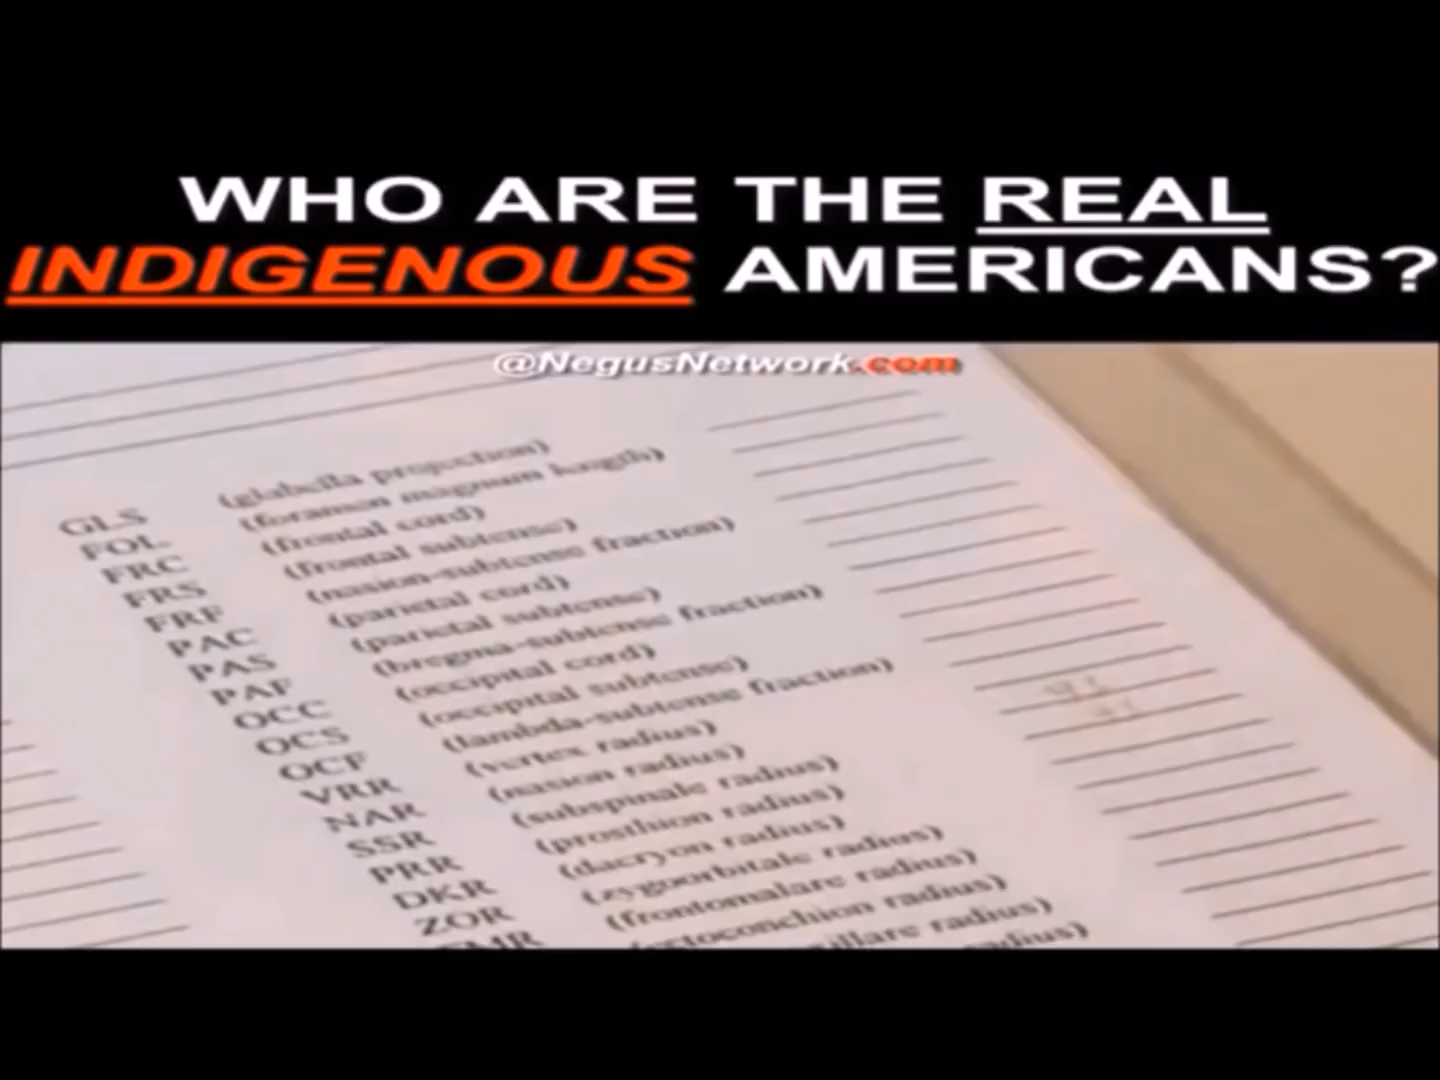 WHO ARE THE REAL
INDIGENOUS AMERICANS?
@NegusNetwork.com
GLS (glabella projection)
FOL (foramen magnum length)
FRC (frontal cord)
FRS (frontal subtense)
FRF (nasion-subtense fraction)
PAC (parietal cord)
PAS (parietal subtense)
PAF (bregma-subtense fraction)
OCC (occipital cord)
OCS (occipital subtense)
OCF (lambda-subtense fraction)
VRR (vertex radius)
NAR (nasion radius)
SSR (subspinale radius)
PRR (prosthion radius)
DKR (dacryon radius)
ZOR (zygoorbitale radius)
(frontomalare radius)
radius)
radius)
radius)